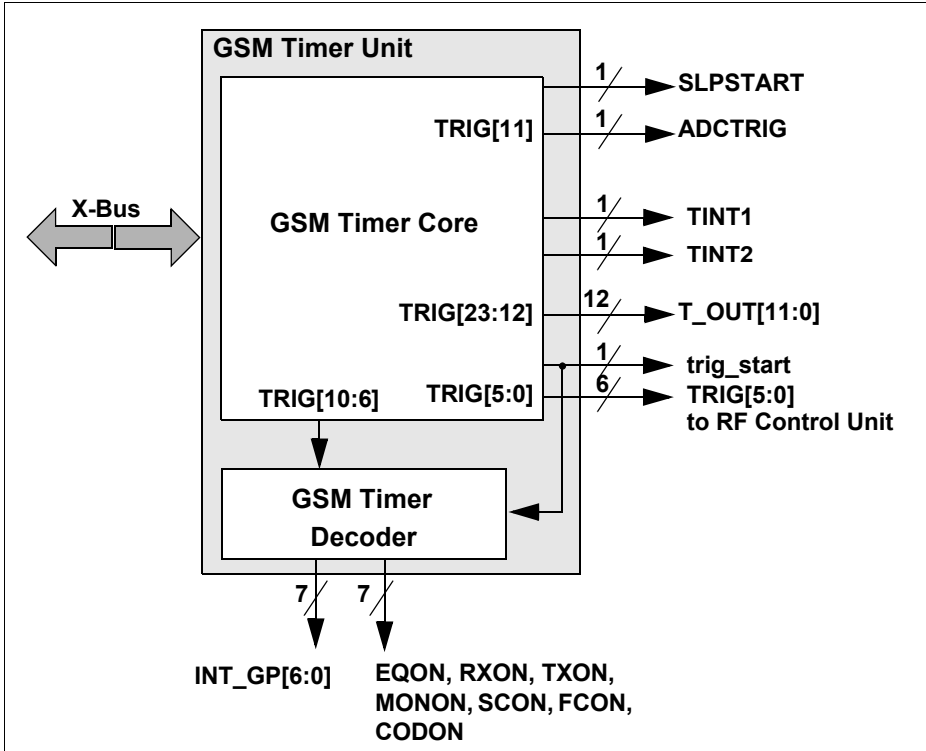 GSM Timer Unit
1
SLPSTART
TRIG[11]
1
ADCTRIG
X-Bus
GSM Timer Core
1
TINT1
1
TINT2
TRIG[23:12]
12
T_OUT[11:0]
1
trig_start
TRIG[10:6]
TRIG[5:0]
6
TRIG[5:0]
to RF Control Unit
GSM Timer
Decoder
7
7
INT_GP[6:0]
EQON, RXON, TXON,
MONON, SCON, FCON,
CODON